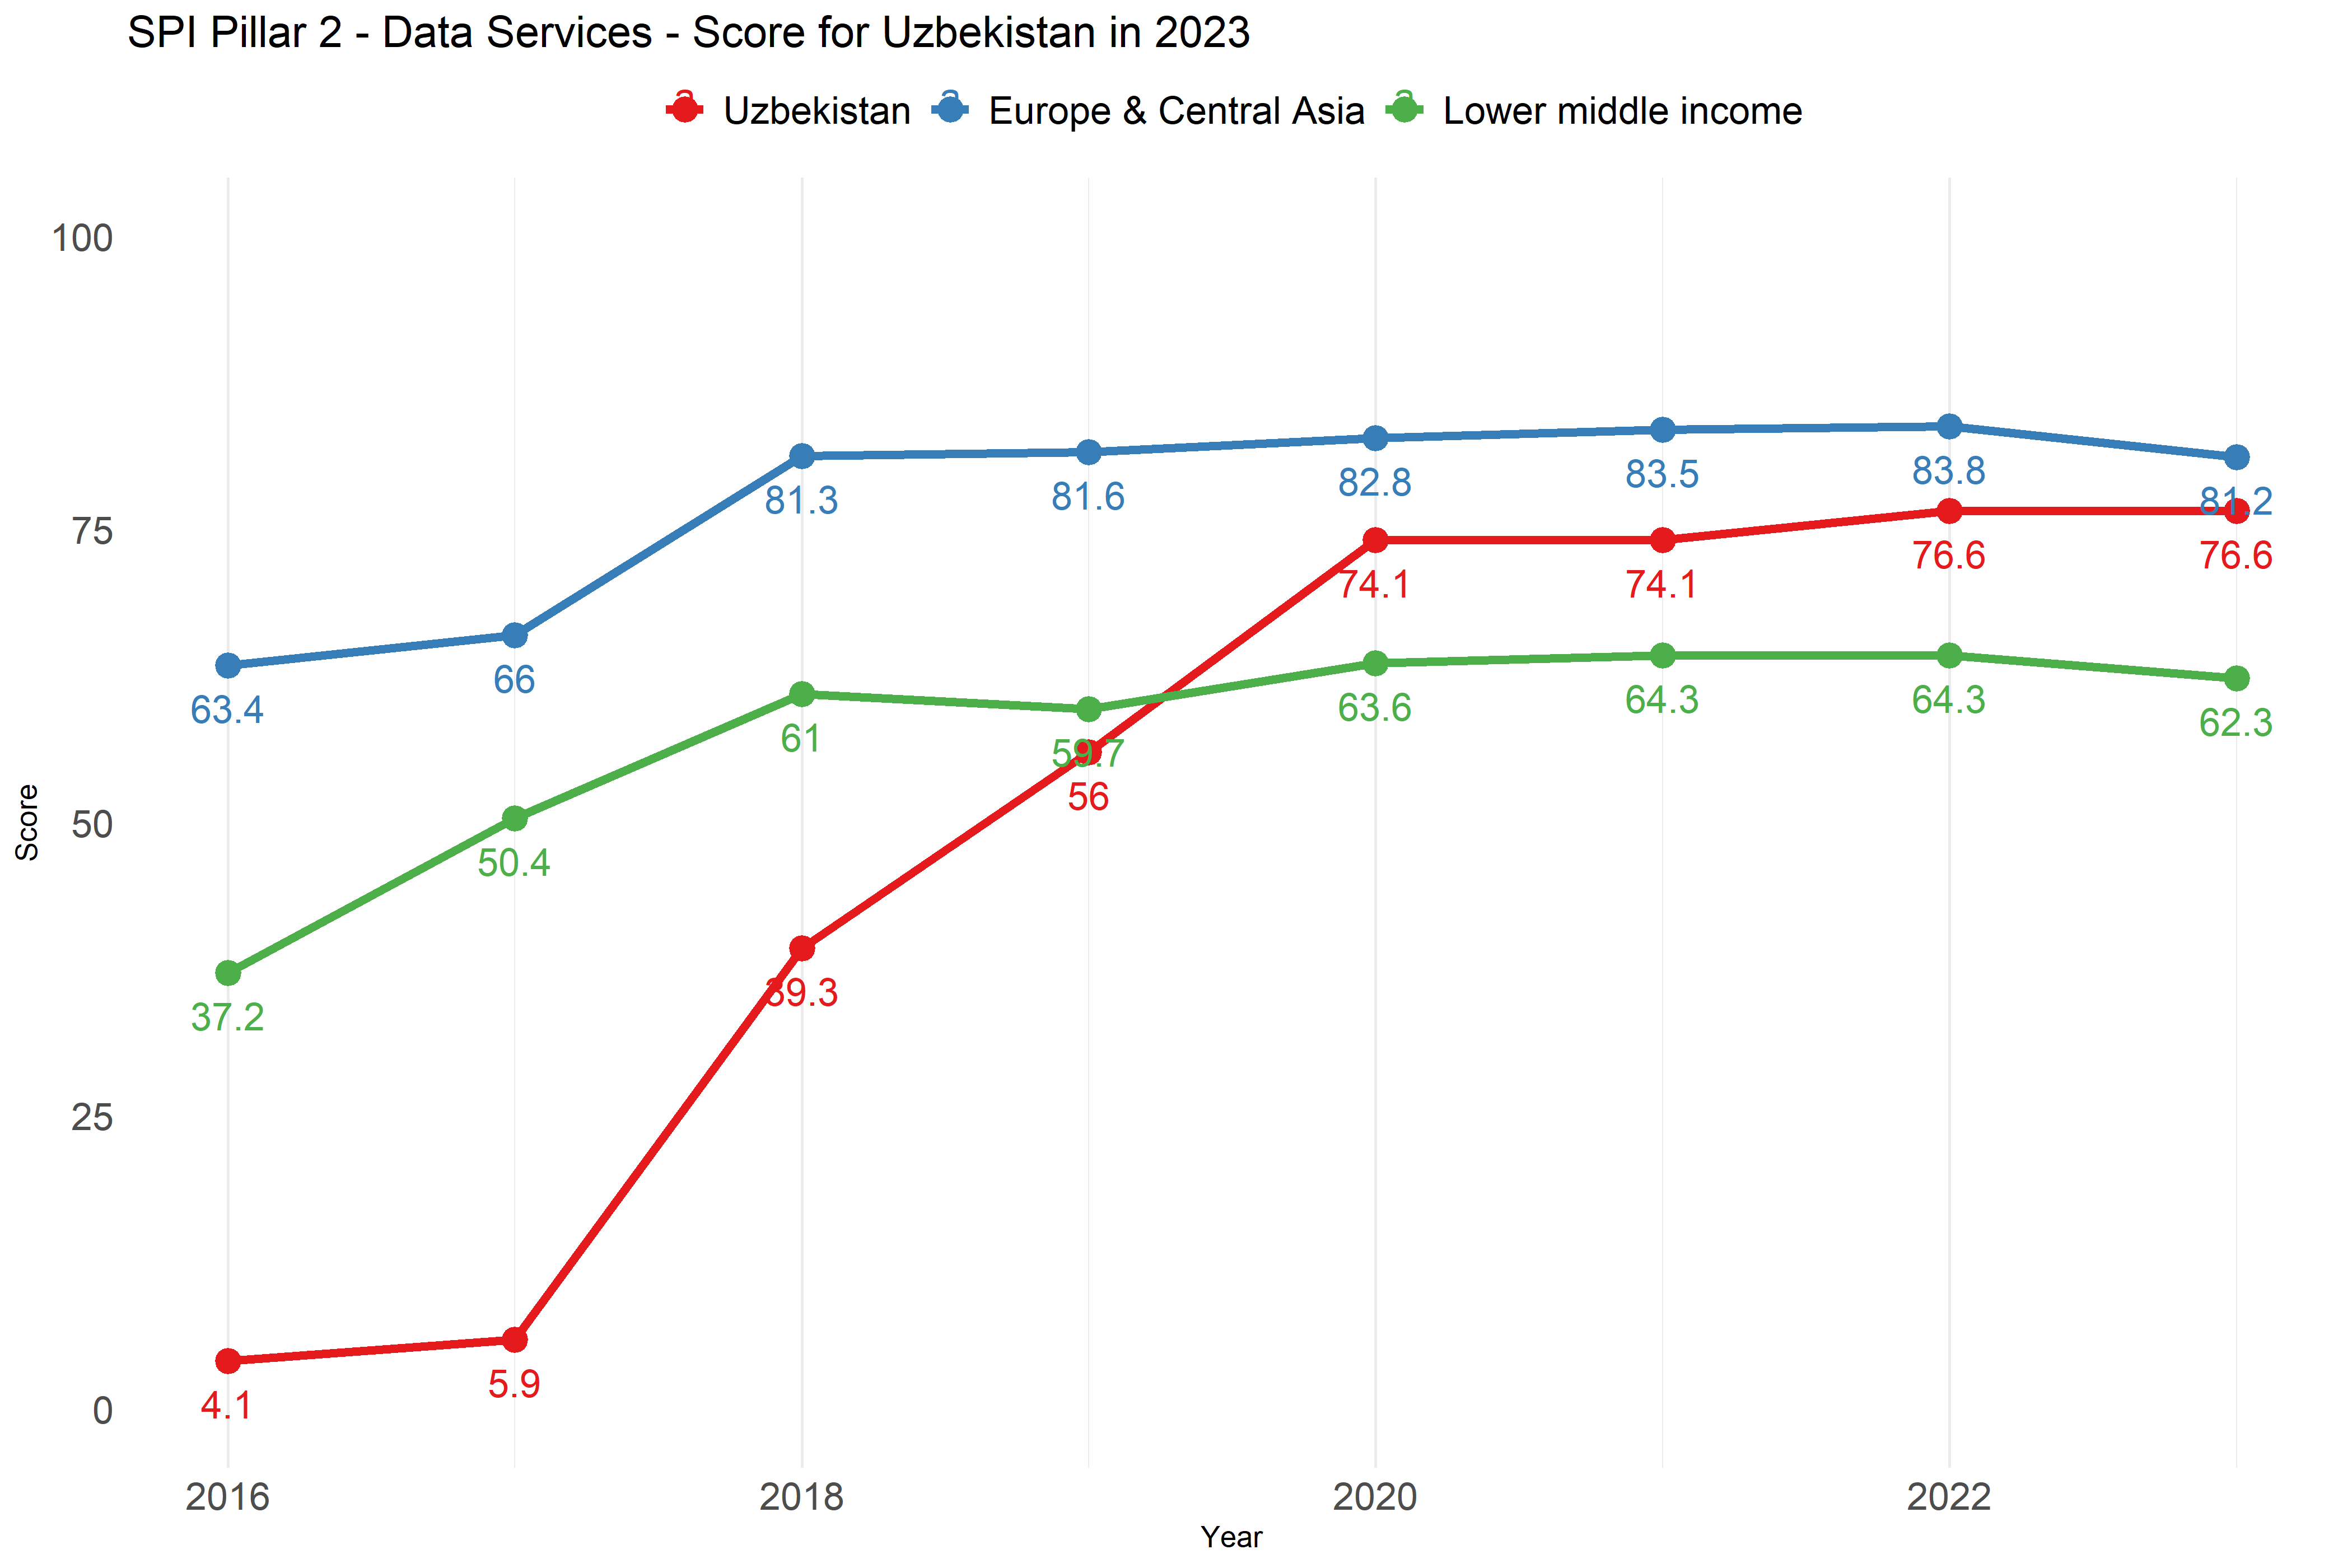 SPI Pillar 2 - Data Services - Score for Uzbekistan in 2023
a Uzbekistan a Europe & Central Asia a Lower middle income
100
75
50
25
0
Score
63.4 66 81.3 81.6 82.8 83.5 83.8 81.2
4.1 5.9 39.3 56 74.1 74.1 76.6 76.6
37.2 50.4 61 59.7 63.6 64.3 64.3 62.3
2016 2018 2020 2022
Year